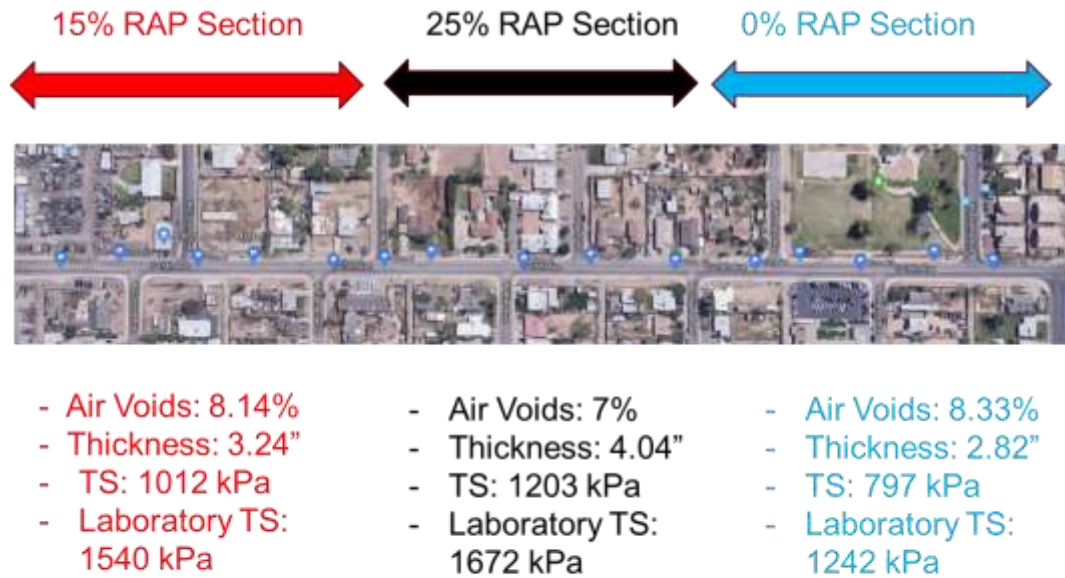 15% RAP Section
25% RAP Section
0% RAP Section
- Air Voids: 8.14%
- Thickness: 3.24”
- TS: 1012 kPa
- Laboratory TS:
1540 kPa
- Air Voids: 7%
- Thickness: 4.04”
- TS: 1203 kPa
- Laboratory TS:
1672 kPa
- Air Voids: 8.33%
- Thickness: 2.82”
- TS: 797 kPa
- Laboratory TS:
1242 kPa